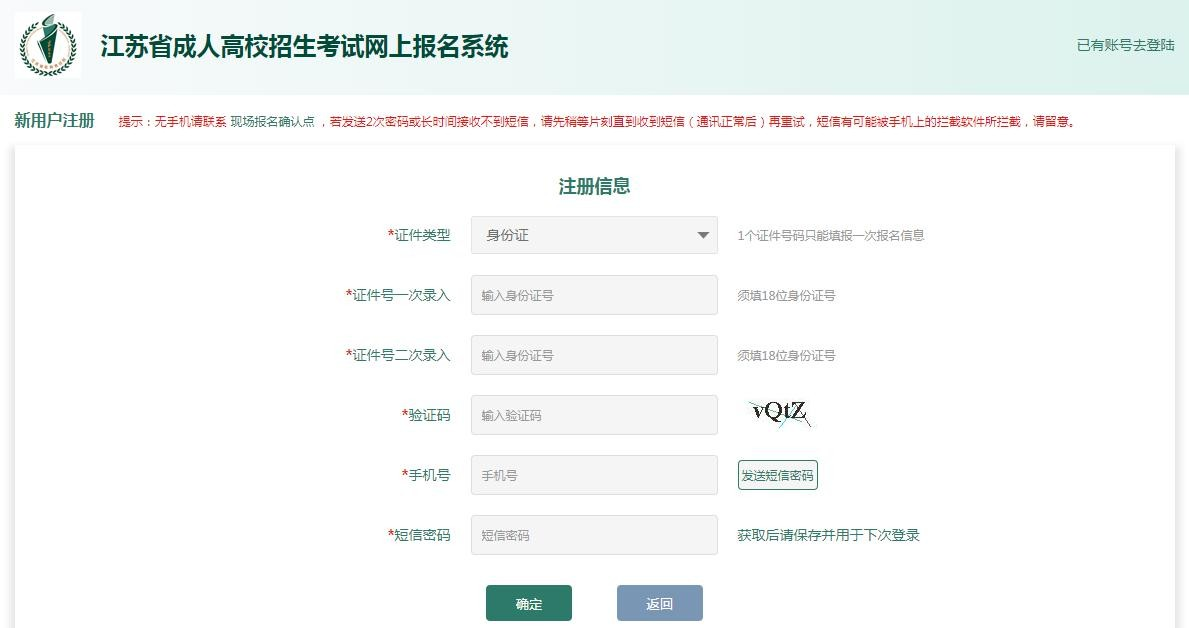 江苏省成人高校招生考试网上报名系统
已有账号去登陆
新用户注册 提示：无手机请联系 现场报名确认点 ，若发送2次密码或长时间接收不到短信，请先稍等片刻直到收到短信（通讯正常后）再重试，短信有可能被手机上的拦截软件所拦截，请留意。
注册信息
*证件类型 身份证 1个证件号码只能填报一次报名信息
*证件号一次录入 输入身份证号 须填18位身份证号
*证件号二次录入 输入身份证号 须填18位身份证号
*验证码 输入验证码 vQtZ
*手机号 手机号 发送短信密码
*短信密码 短信密码 获取后请保存并用于下次登录
确定 返回